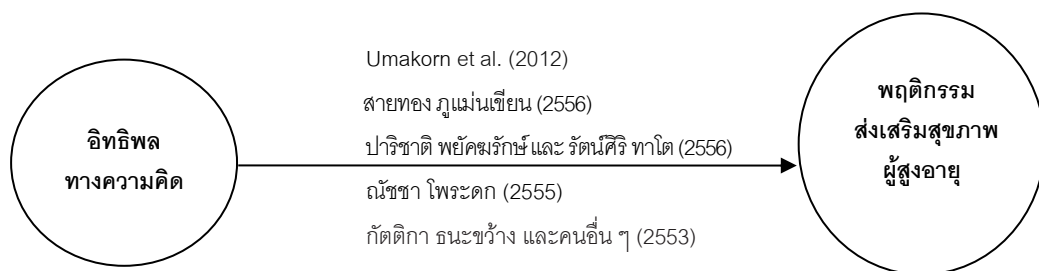 อิทธิพล
ทางความคิด
Umakorn et al. (2012)
สายทอง ภูแม่นเขียน (2556)
ปาริชาติ พยัคฆรักษ์ และ รัตน์ศิริ ทาโต (2556)
ณัชชา โพระดก (2555)
กัตติกา ธนะขว้าง และคนอื่น ๆ (2553)
พฤติกรรม
ส่งเสริมสุขภาพ
ผู้สูงอายุ